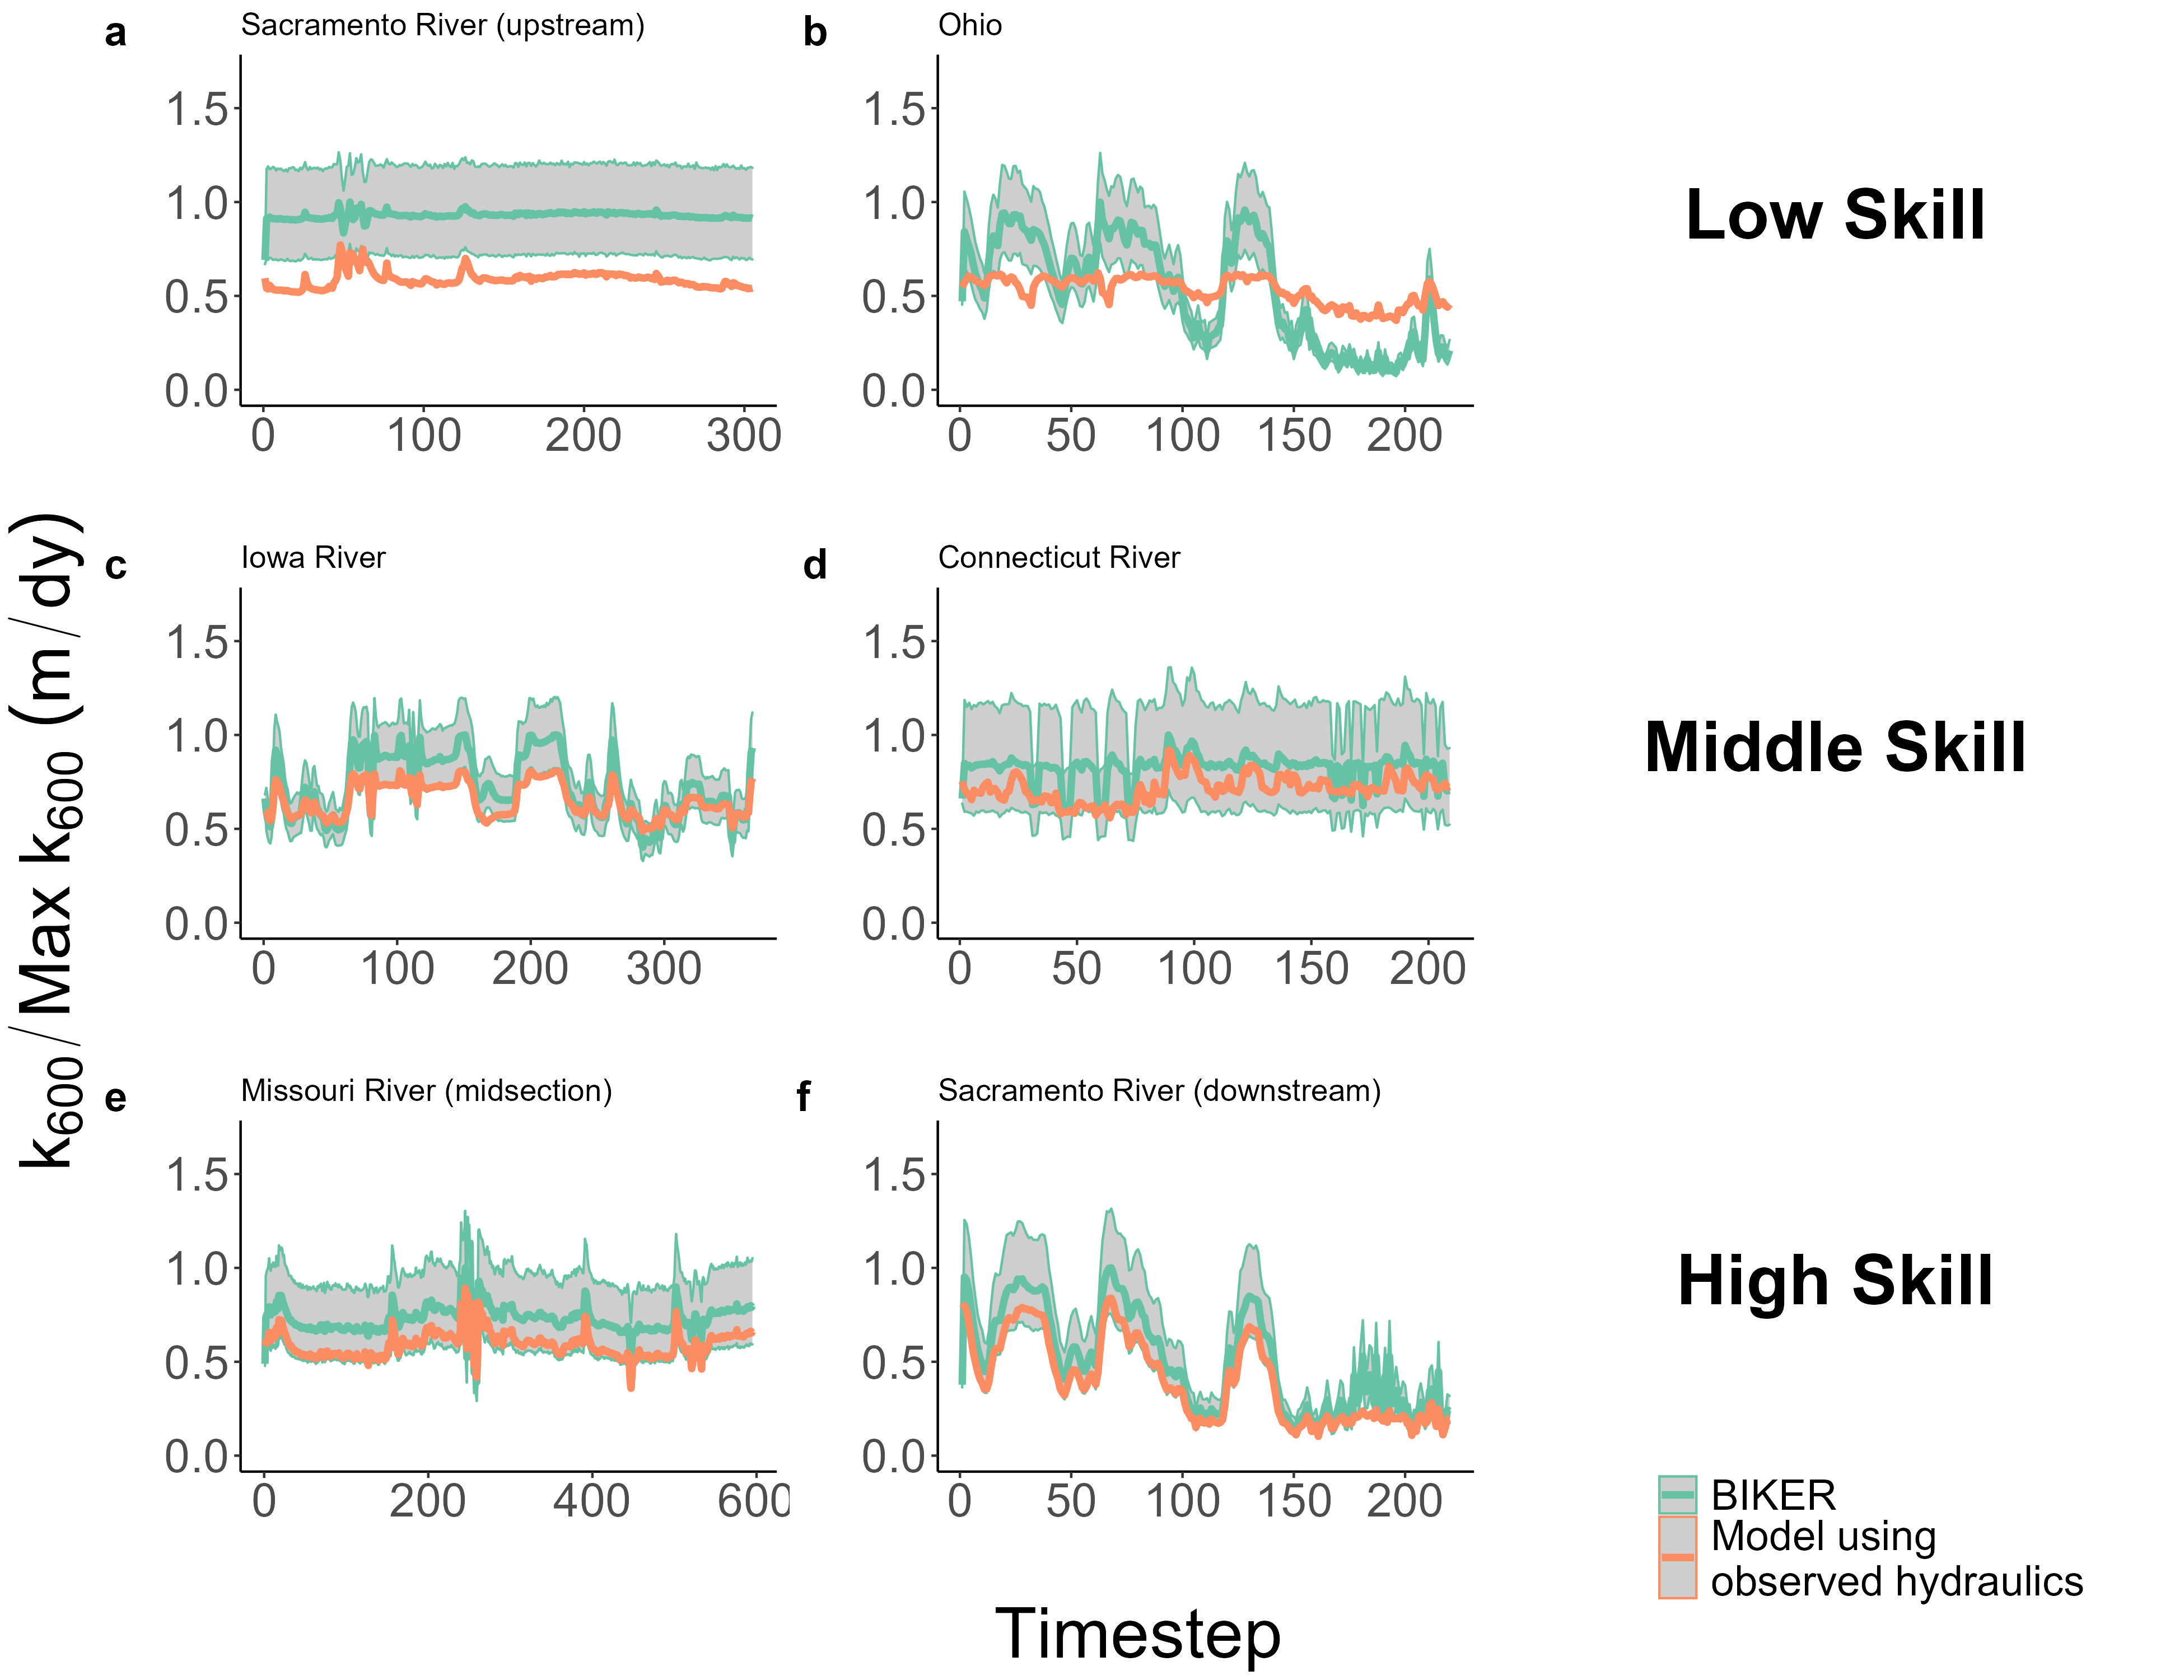 a
Sacramento River (upstream)
b
Ohio
1.5
1.0
0.5
0.0
0 100 200 300
1.5
1.0
0.5
0.0
0 50 100 150 200
Low Skill
c
Iowa River
d
Connecticut River
1.5
1.0
0.5
0.0
0 100 200 300
1.5
1.0
0.5
0.0
0 50 100 150 200
Middle Skill
k600/Max k600 (m/dy)
e
Missouri River (midsection)
f
Sacramento River (downstream)
1.5
1.0
0.5
0.0
0 200 400 600
1.5
1.0
0.5
0.0
0 50 100 150 200
High Skill
BIKER
Model using
observed hydraulics
Timestep